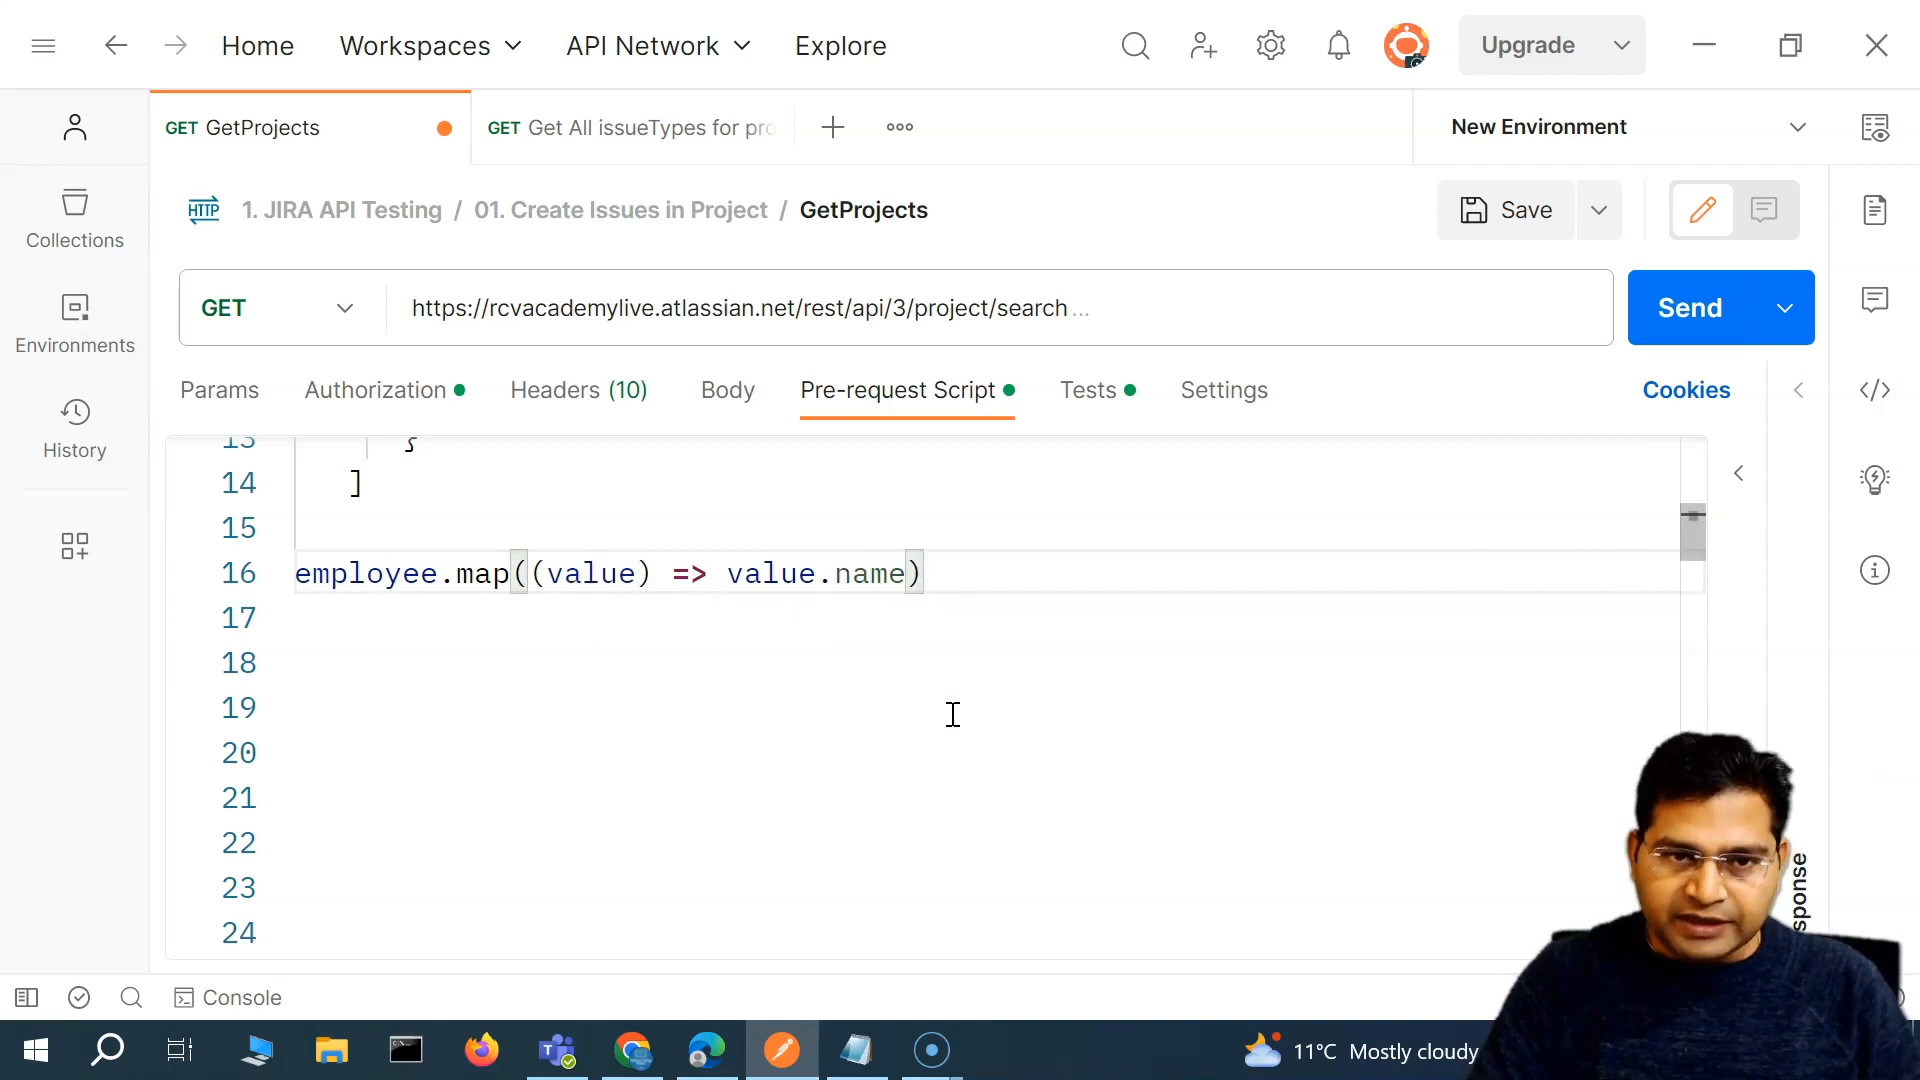 Home Workspaces API Network Explore Upgrade
GET GetProjects GET Get All issueTypes for pro New Environment
HTTP 1. JIRA API Testing / 01. Create Issues in Project / GetProjects Save
Collections
GET https://rcvacademylive.atlassian.net/rest/api/3/project/search ... Send
Environments
Params Authorization Headers (10) Body Pre-request Script Tests Settings Cookies
History
13 }
14 ]
15
16 employee.map((value) => value.name)
17
18
19
20
21
22
23
24
sponse
Console
11°C Mostly cloudy